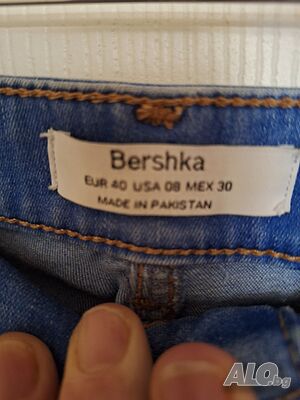 Bershka
EUR 40 USA 08 MEX 30
MADE IN PAKISTAN
ALO.bg